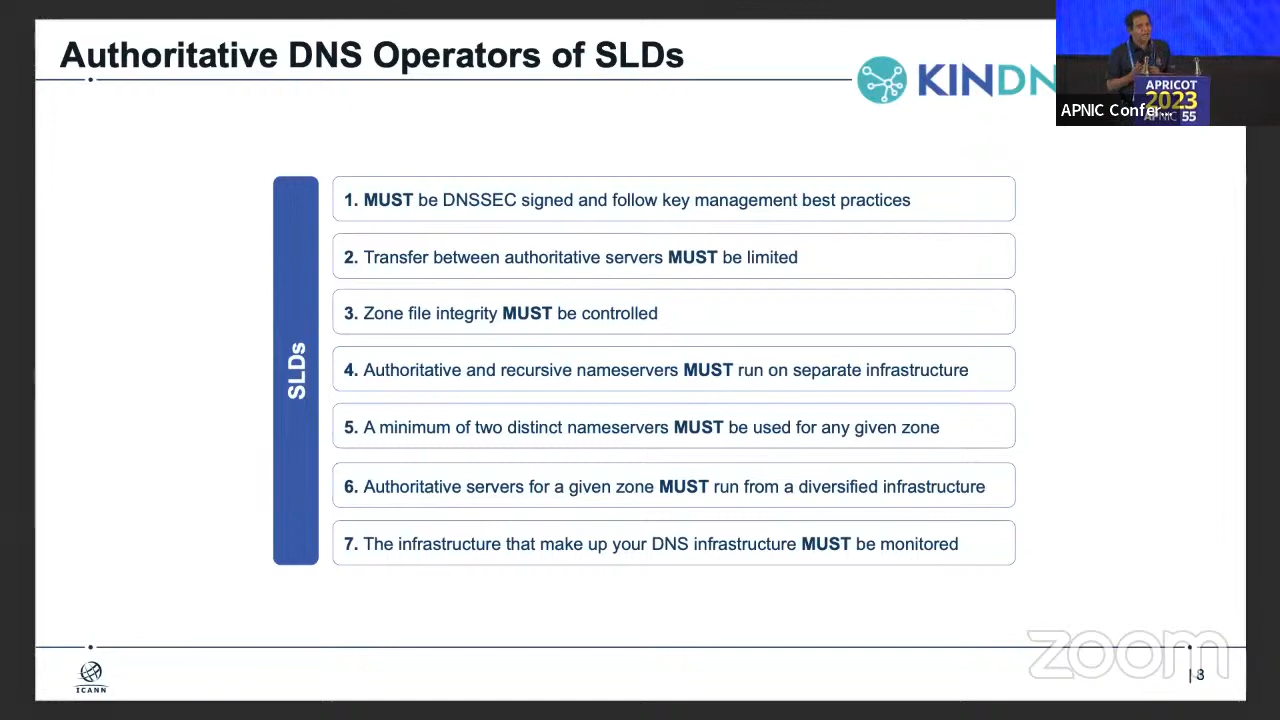 Authoritative DNS Operators of SLDs
KINDN
APRICOT
2023
APNIC 55
APNIC Confer...
SLDs
1. MUST be DNSSEC signed and follow key management best practices
2. Transfer between authoritative servers MUST be limited
3. Zone file integrity MUST be controlled
4. Authoritative and recursive nameservers MUST run on separate infrastructure
5. A minimum of two distinct nameservers MUST be used for any given zone
6. Authoritative servers for a given zone MUST run from a diversified infrastructure
7. The infrastructure that make up your DNS infrastructure MUST be monitored
ICANN
zoom
| 8